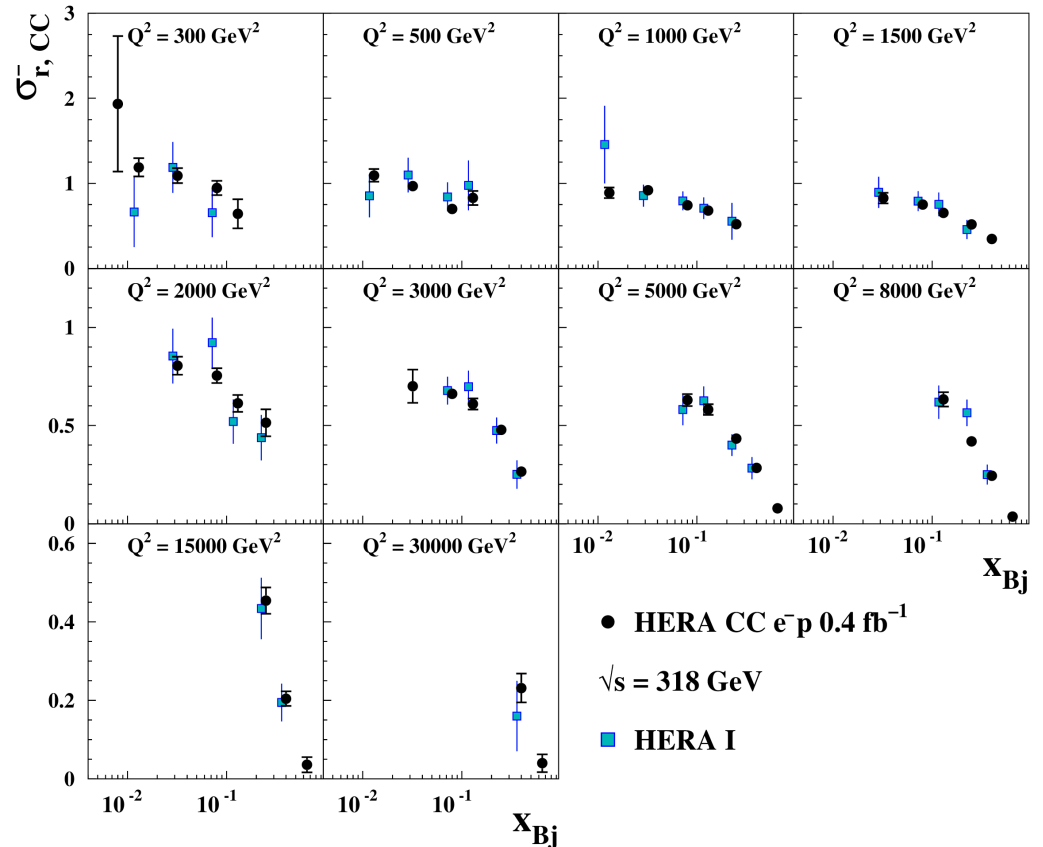 σ⁻r, CC
3
2
1
0
Q² = 300 GeV²
Q² = 500 GeV²
Q² = 1000 GeV²
Q² = 1500 GeV²
1
0.5
0
Q² = 2000 GeV²
Q² = 3000 GeV²
Q² = 5000 GeV²
Q² = 8000 GeV²
10⁻² 10⁻¹ 10⁻² 10⁻¹
xBj
0.6
0.4
0.2
0
Q² = 15000 GeV²
Q² = 30000 GeV²
10⁻² 10⁻¹ 10⁻² 10⁻¹
xBj
HERA CC e⁻p 0.4 fb⁻¹
√s = 318 GeV
HERA I